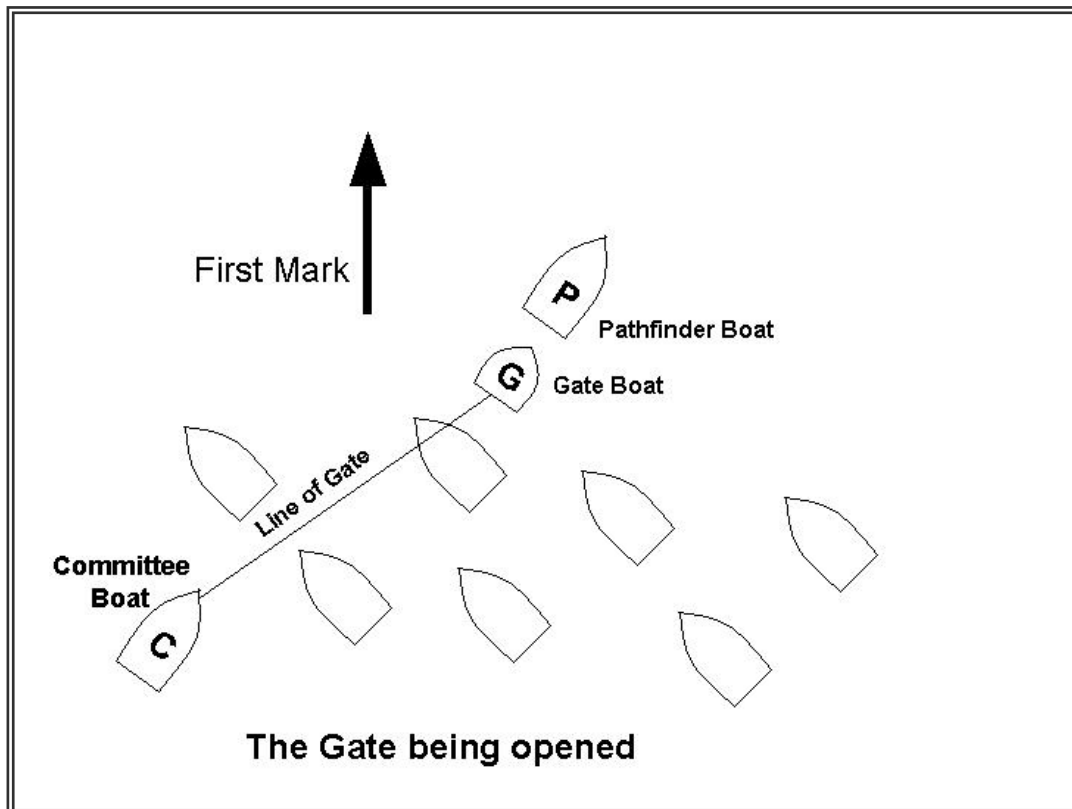 First Mark
P
Pathfinder Boat
G
Gate Boat
Line of Gate
Committee
Boat
C
The Gate being opened